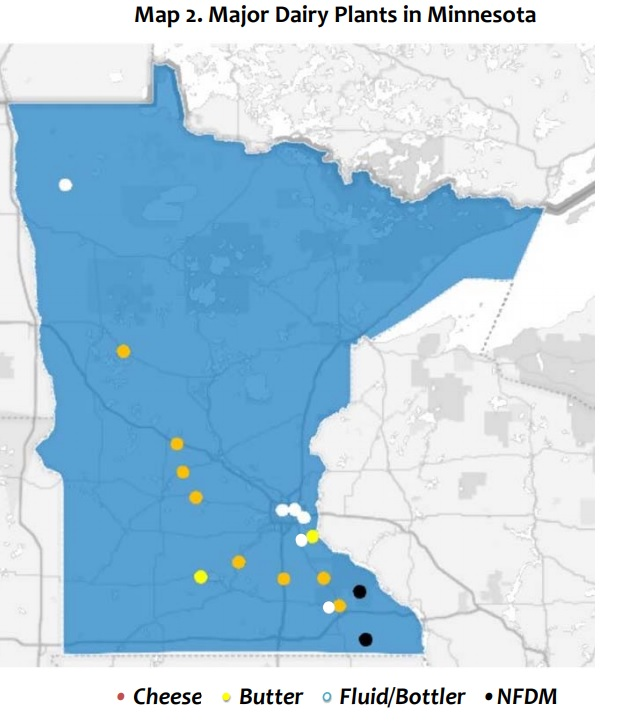 Map 2. Major Dairy Plants in Minnesota
Cheese Butter Fluid/Bottler NFDM